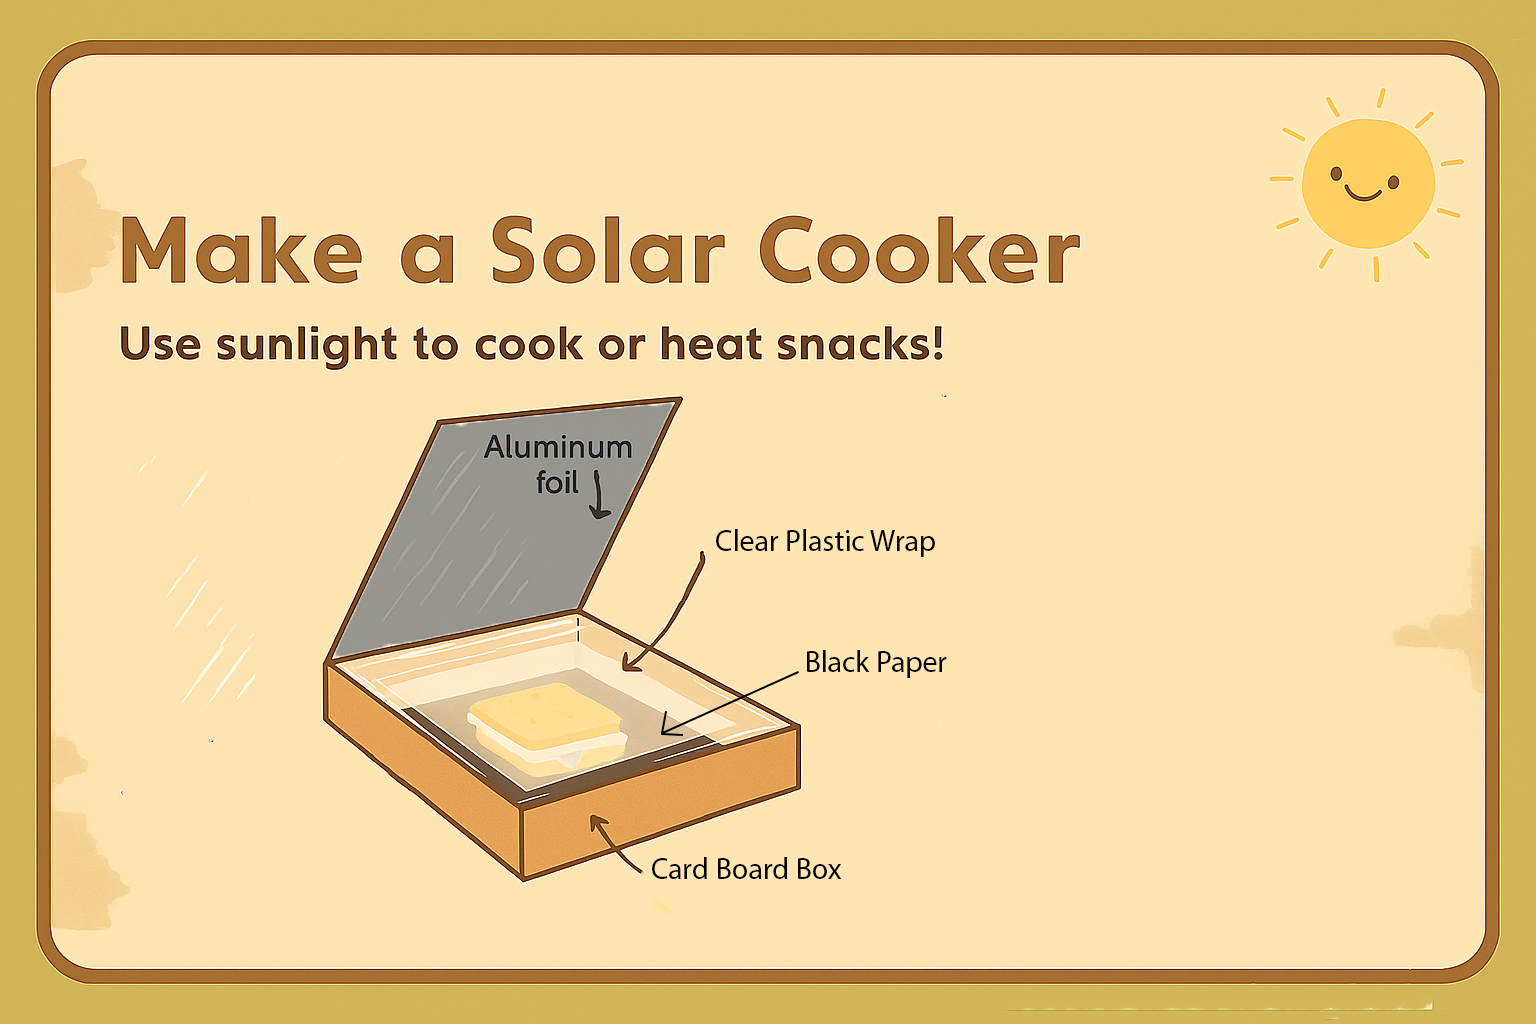 Make a Solar Cooker
Use sunlight to cook or heat snacks!
Aluminum
foil
Clear Plastic Wrap
Black Paper
Card Board Box